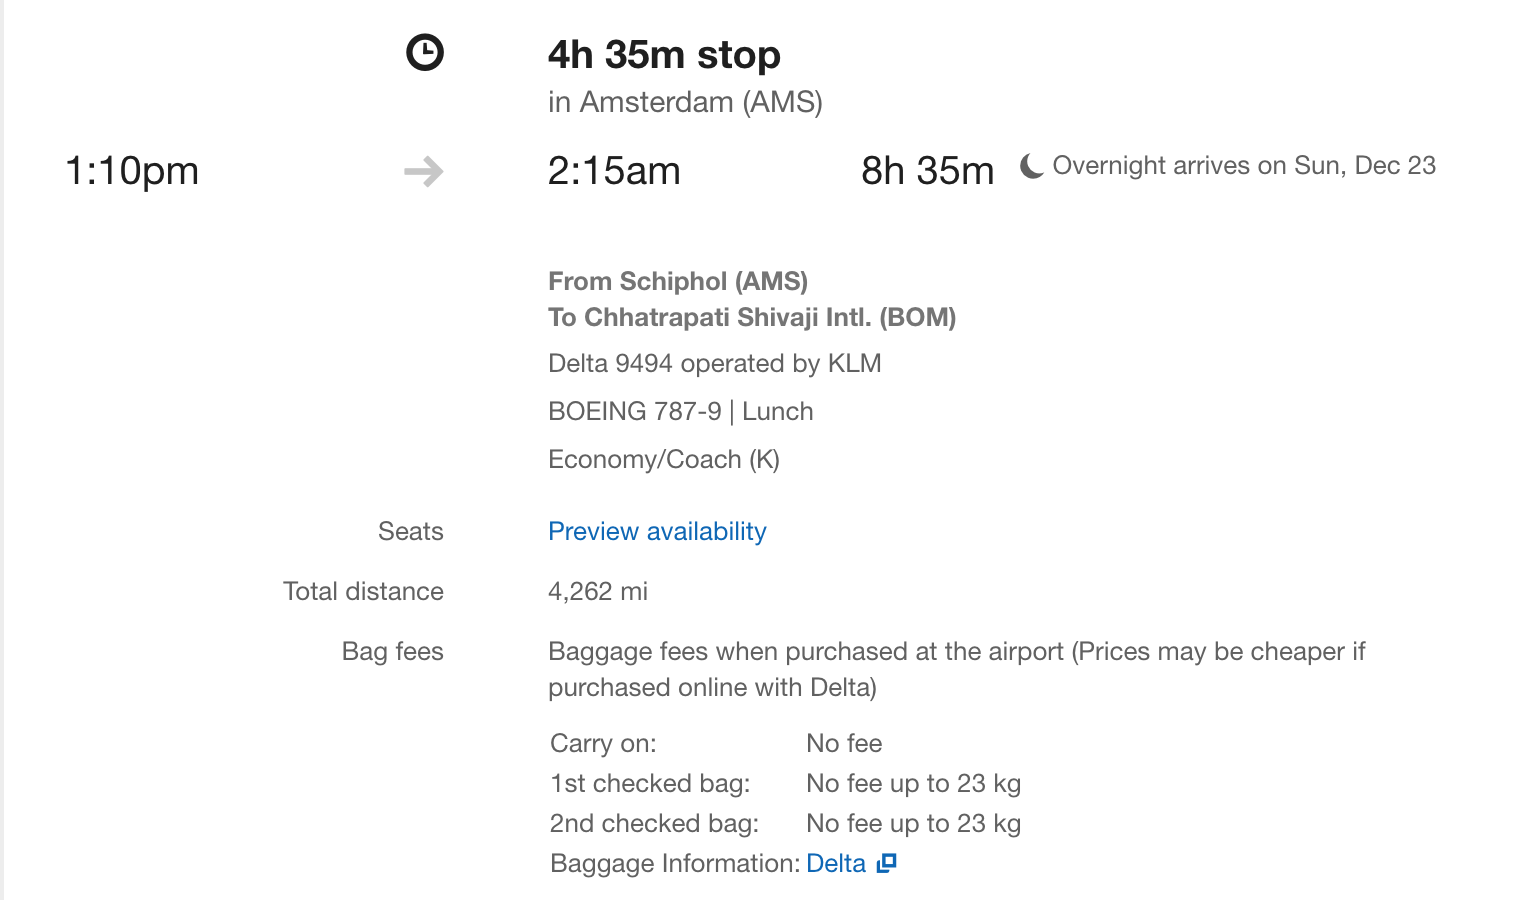 4h 35m stop
in Amsterdam (AMS)
1:10pm 2:15am 8h 35m Overnight arrives on Sun, Dec 23
From Schiphol (AMS)
To Chhatrapati Shivaji Intl. (BOM)
Delta 9494 operated by KLM
BOEING 787-9 | Lunch
Economy/Coach (K)
Seats Preview availability
Total distance 4,262 mi
Bag fees Baggage fees when purchased at the airport (Prices may be cheaper if
purchased online with Delta)
Carry on: No fee
1st checked bag: No fee up to 23 kg
2nd checked bag: No fee up to 23 kg
Baggage Information: Delta